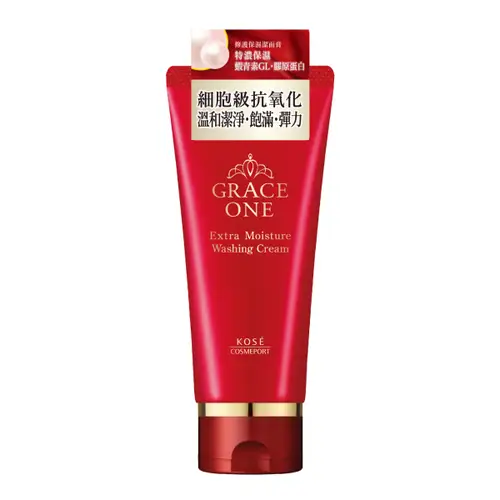 修護保濕潔面膏
特濃保濕
蝦青素GL·膠原蛋白
細胞級抗氧化
溫和潔淨·飽滿·彈力
GRACE
ONE
Extra Moisture
Washing Cream
KOSÉ
COSMEPORT